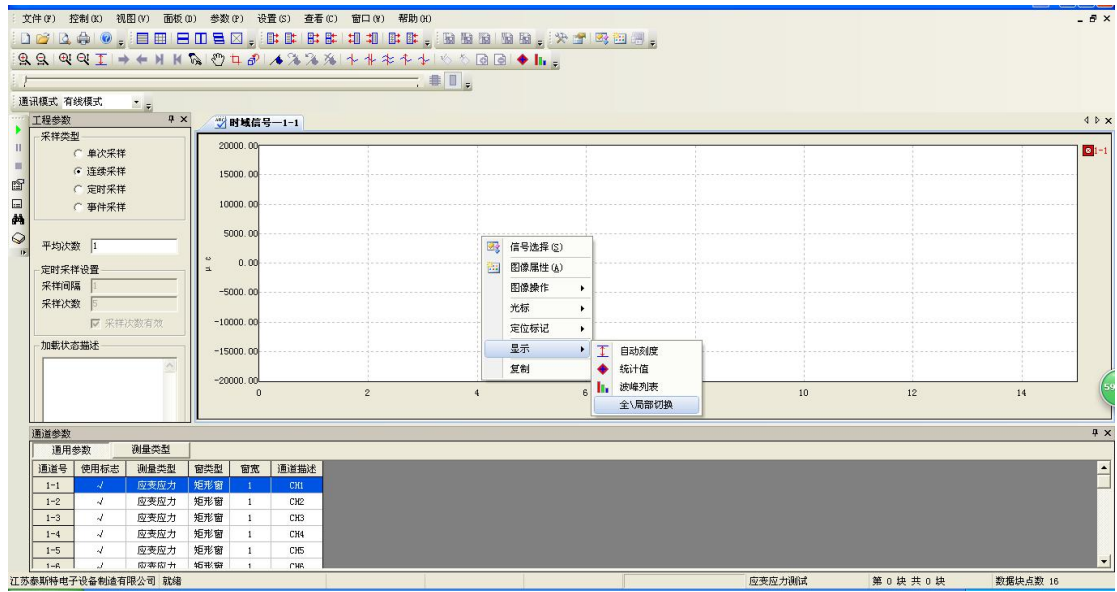 文件(F) 控制(K) 视图(V) 面板(D) 参数(P) 设置(S) 查看(C) 窗口(W) 帮助(H)
通讯模式 有线模式
工程参数
采样类型
单次采样
连续采样
定时采样
事件采样
平均次数 1
定时采样设置
采样间隔 1
采样次数 5
采样次数有效
加载状态描述
时域信号—1-1
1-1
20000.00
15000.00
10000.00
5000.00
0.00
-5000.00
-10000.00
-15000.00
-20000.00
με
0 2 4 6 10 12 14
信号选择(S)
图像属性(A)
图像操作
光标
定位标记
显示
复制
自动刻度
统计值
波峰列表
全\局部切换
59
通道参数
通用参数 测量类型
通道号 使用标志 测量类型 窗类型 窗宽 通道描述
1-1 √ 应变应力 矩形窗 1 CH1
1-2 √ 应变应力 矩形窗 1 CH2
1-3 √ 应变应力 矩形窗 1 CH3
1-4 √ 应变应力 矩形窗 1 CH4
1-5 √ 应变应力 矩形窗 1 CH5
1-6 √ 应变应力 矩形窗 1 CH6
江苏泰斯特电子设备制造有限公司 就绪 应变应力测试 第 0 块 共 0 块 数据块点数 16